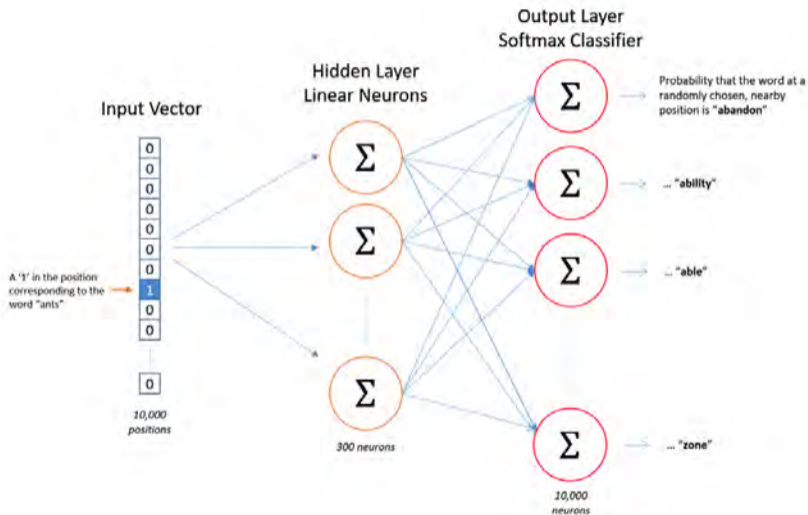 Output Layer
Softmax Classifier
Hidden Layer
Linear Neurons
Input Vector
0
0
0
0
0
0
0
1
0
0
0
A '1' in the position
corresponding to the
word "ants"
10,000
positions
Σ
Σ
Σ
300 neurons
Σ
Σ
Σ
Σ
10,000
neurons
Probability that the word at a
randomly chosen, nearby
position is "abandon"
... "ability"
... "able"
... "zone"